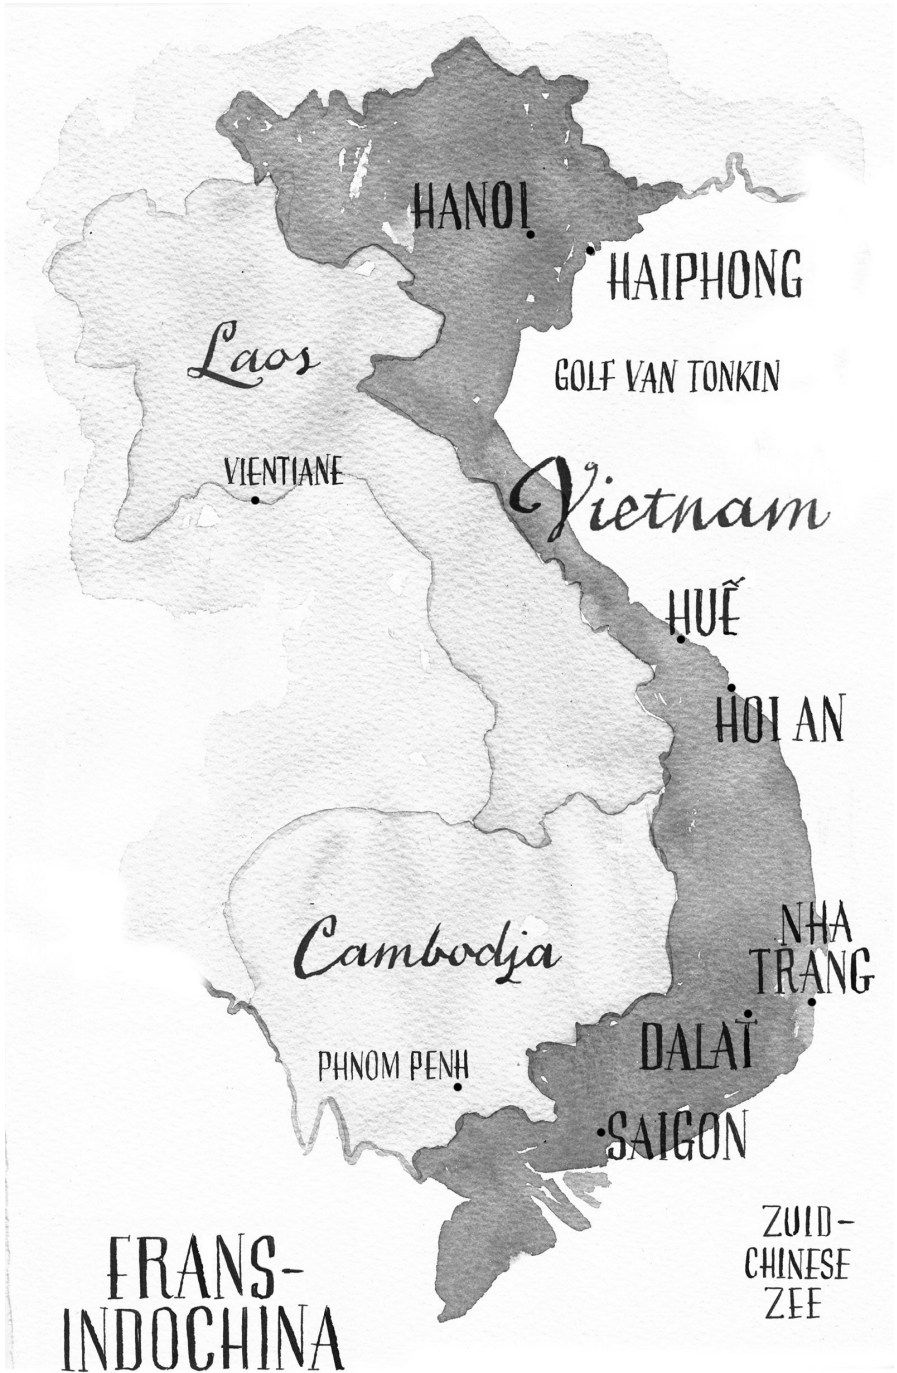 HANOI
HAIPHONG
Laos
GOLF VAN TONKIN
VIENTIANE
Vietnam
HUẾ
HOI AN
NHA
TRANG
Cambodja
DALAT
PHNOM PENH
SAIGON
ZUID-
CHINESE
ZEE
FRANS-
INDOCHINA